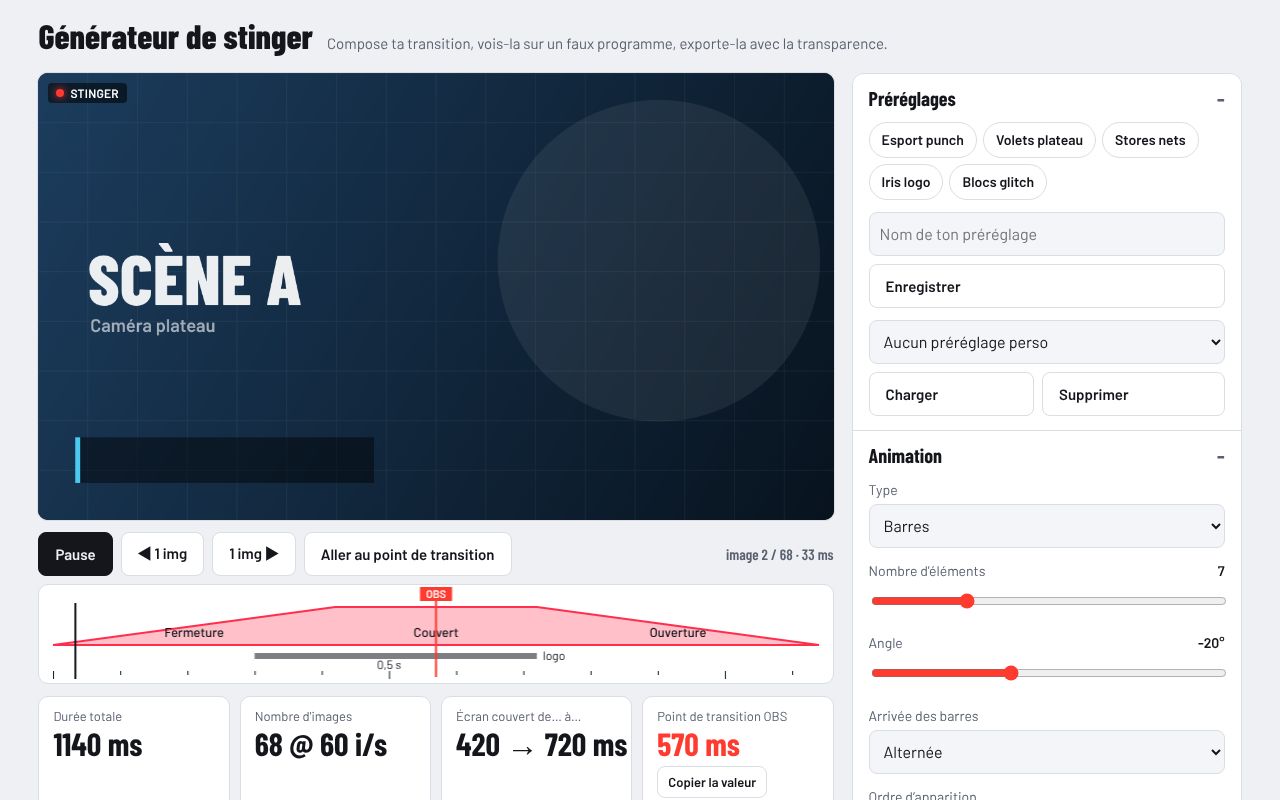 Générateur de stinger Compose ta transition, vois-la sur un faux programme, exporte-la avec la transparence.
STINGER
SCÈNE A
Caméra plateau
Pause
◀ 1 img
1 img ▶
Aller au point de transition
image 2 / 68 · 33 ms
OBS
Fermeture
Couvert
Ouverture
logo
0,5 s
Durée totale
1140 ms
Nombre d'images
68 @ 60 i/s
Écran couvert de… à…
420 → 720 ms
Point de transition OBS
570 ms
Copier la valeur
Préréglages −
Esport punch
Volets plateau
Stores nets
Iris logo
Blocs glitch
Nom de ton préréglage
Enregistrer
Aucun préréglage perso
Charger
Supprimer
Animation −
Type
Barres
Nombre d'éléments 7
Angle -20°
Arrivée des barres
Alternée
Ordre d'apparition